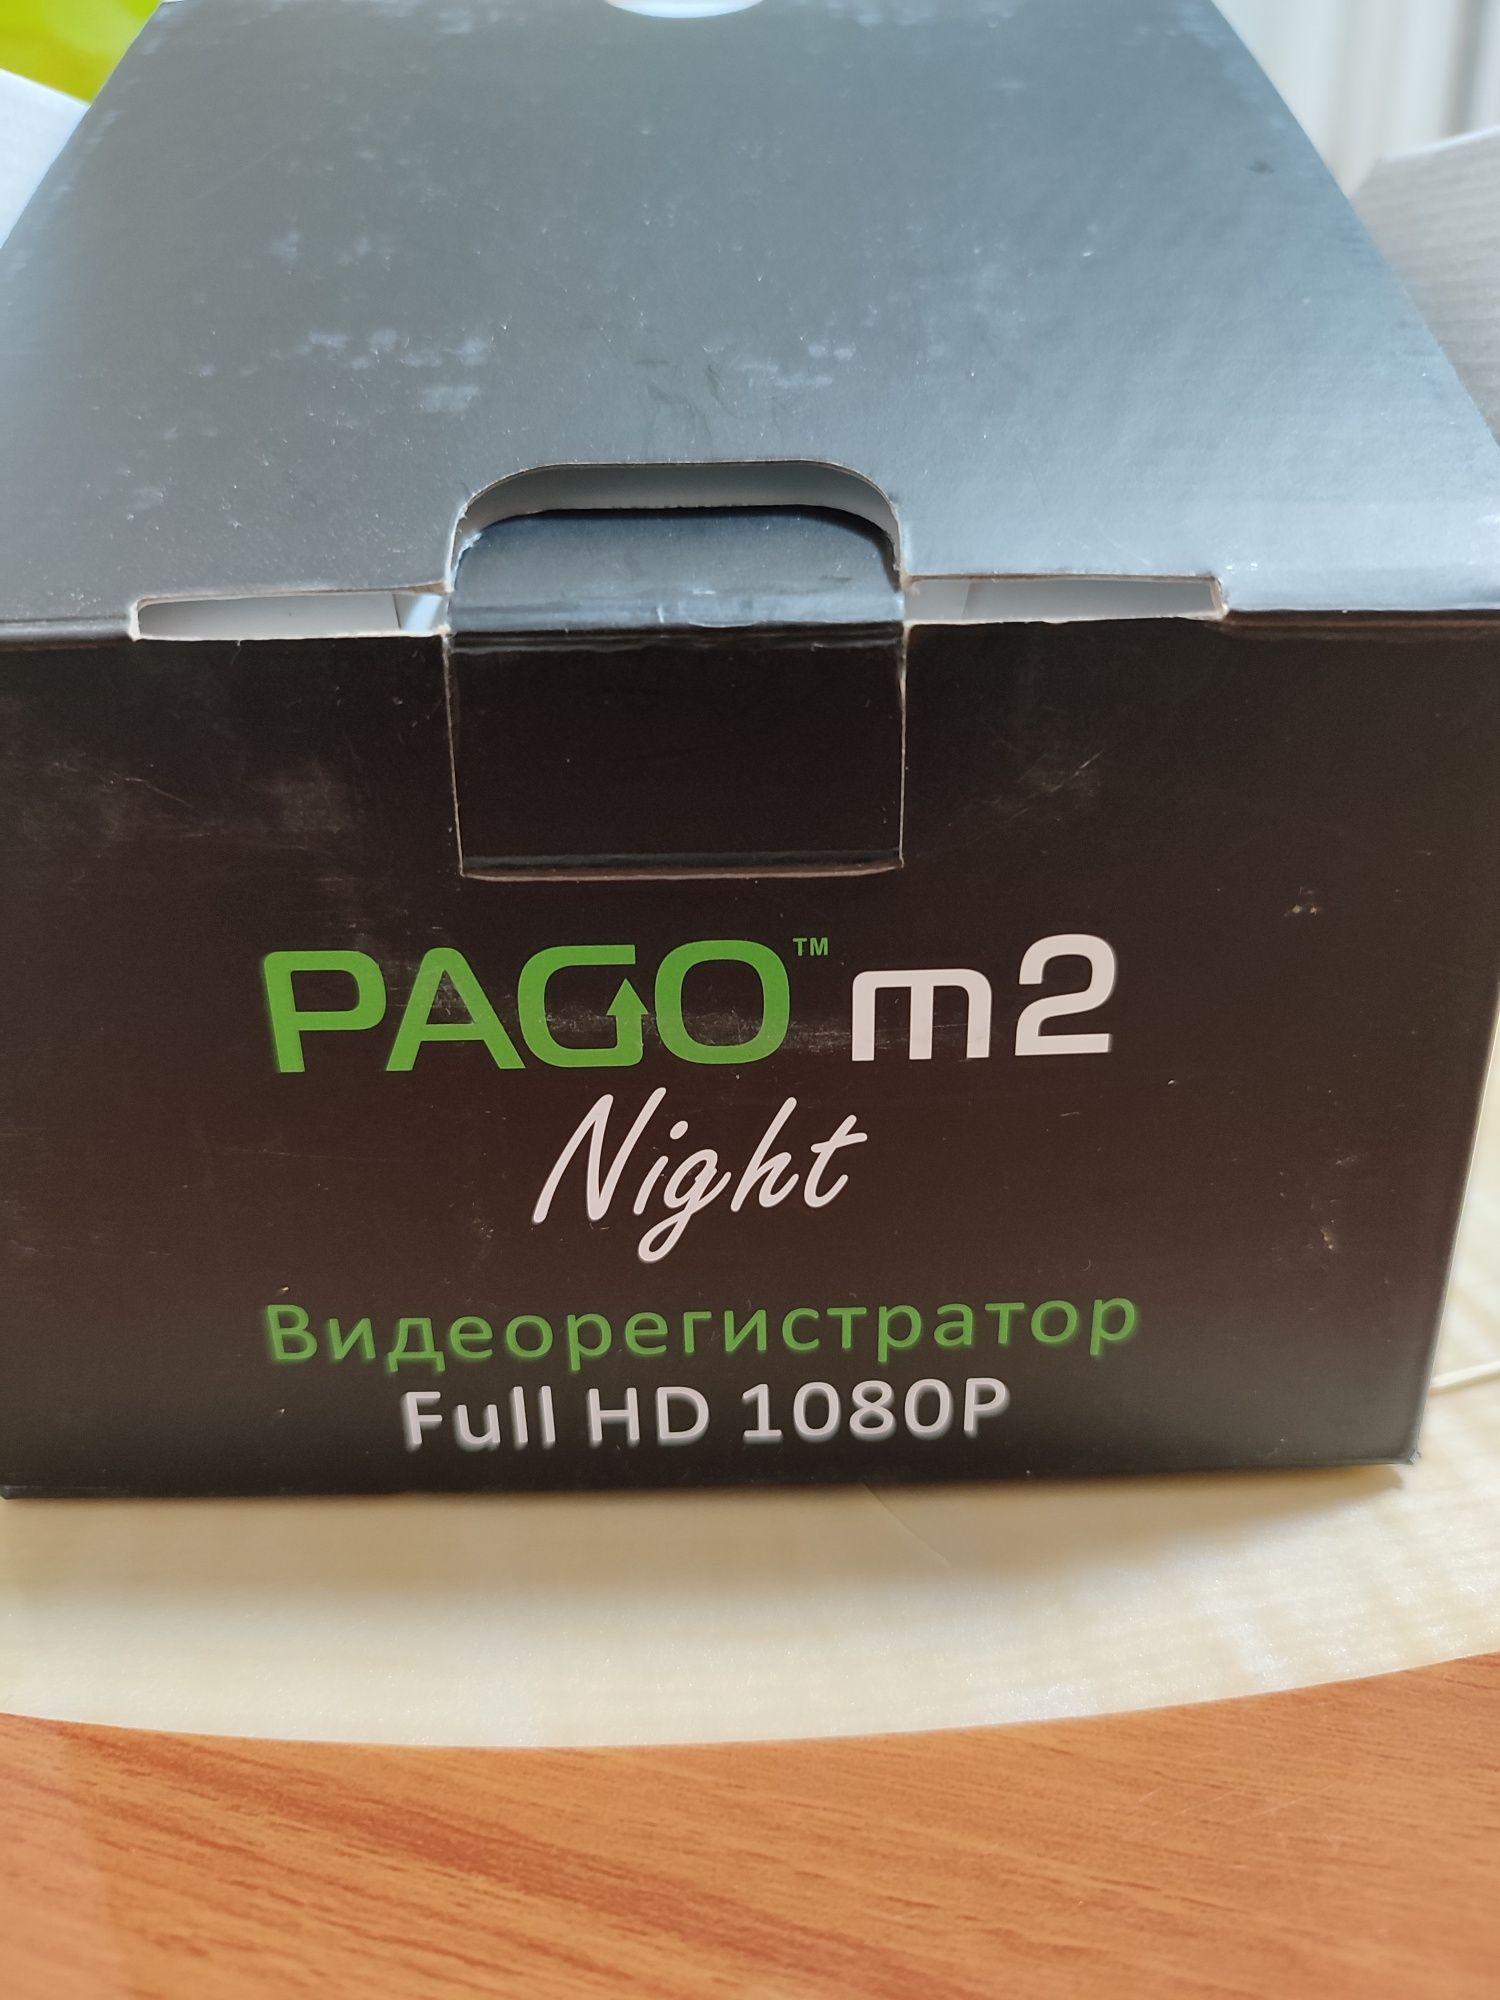 PAGO™ m2
Night
Видеорегистратор
Full HD 1080P